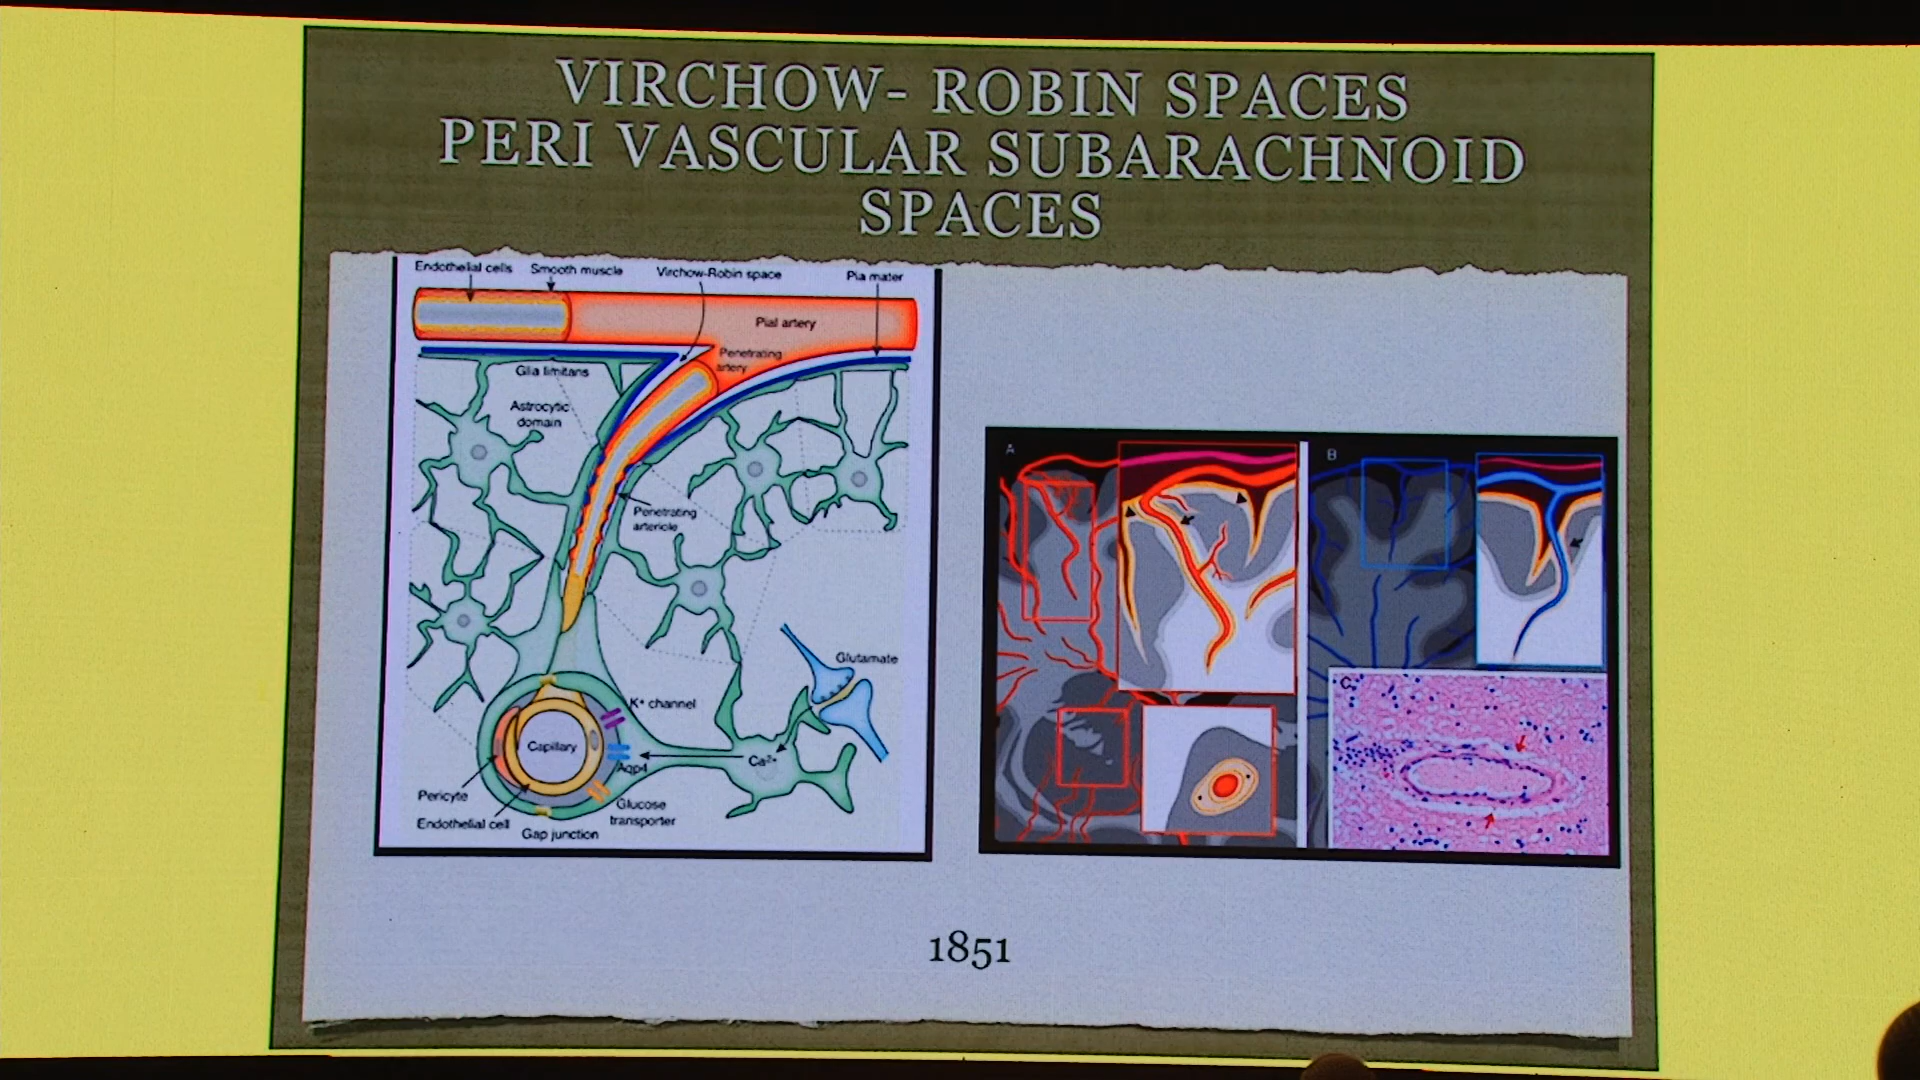 VIRCHOW- ROBIN SPACES
PERI VASCULAR SUBARACHNOID
SPACES
Endothelial cells
Smooth muscle
Virchow-Robin space
Pia mater
Pial artery
Penetrating
artery
Glia limitans
Astrocytic
domain
Penetrating
arteriole
Glutamate
K+ channel
Capillary
Aqp4
Ca2+
Pericyte
Glucose
transporter
Endothelial cell
Gap junction
A
B
C
1851